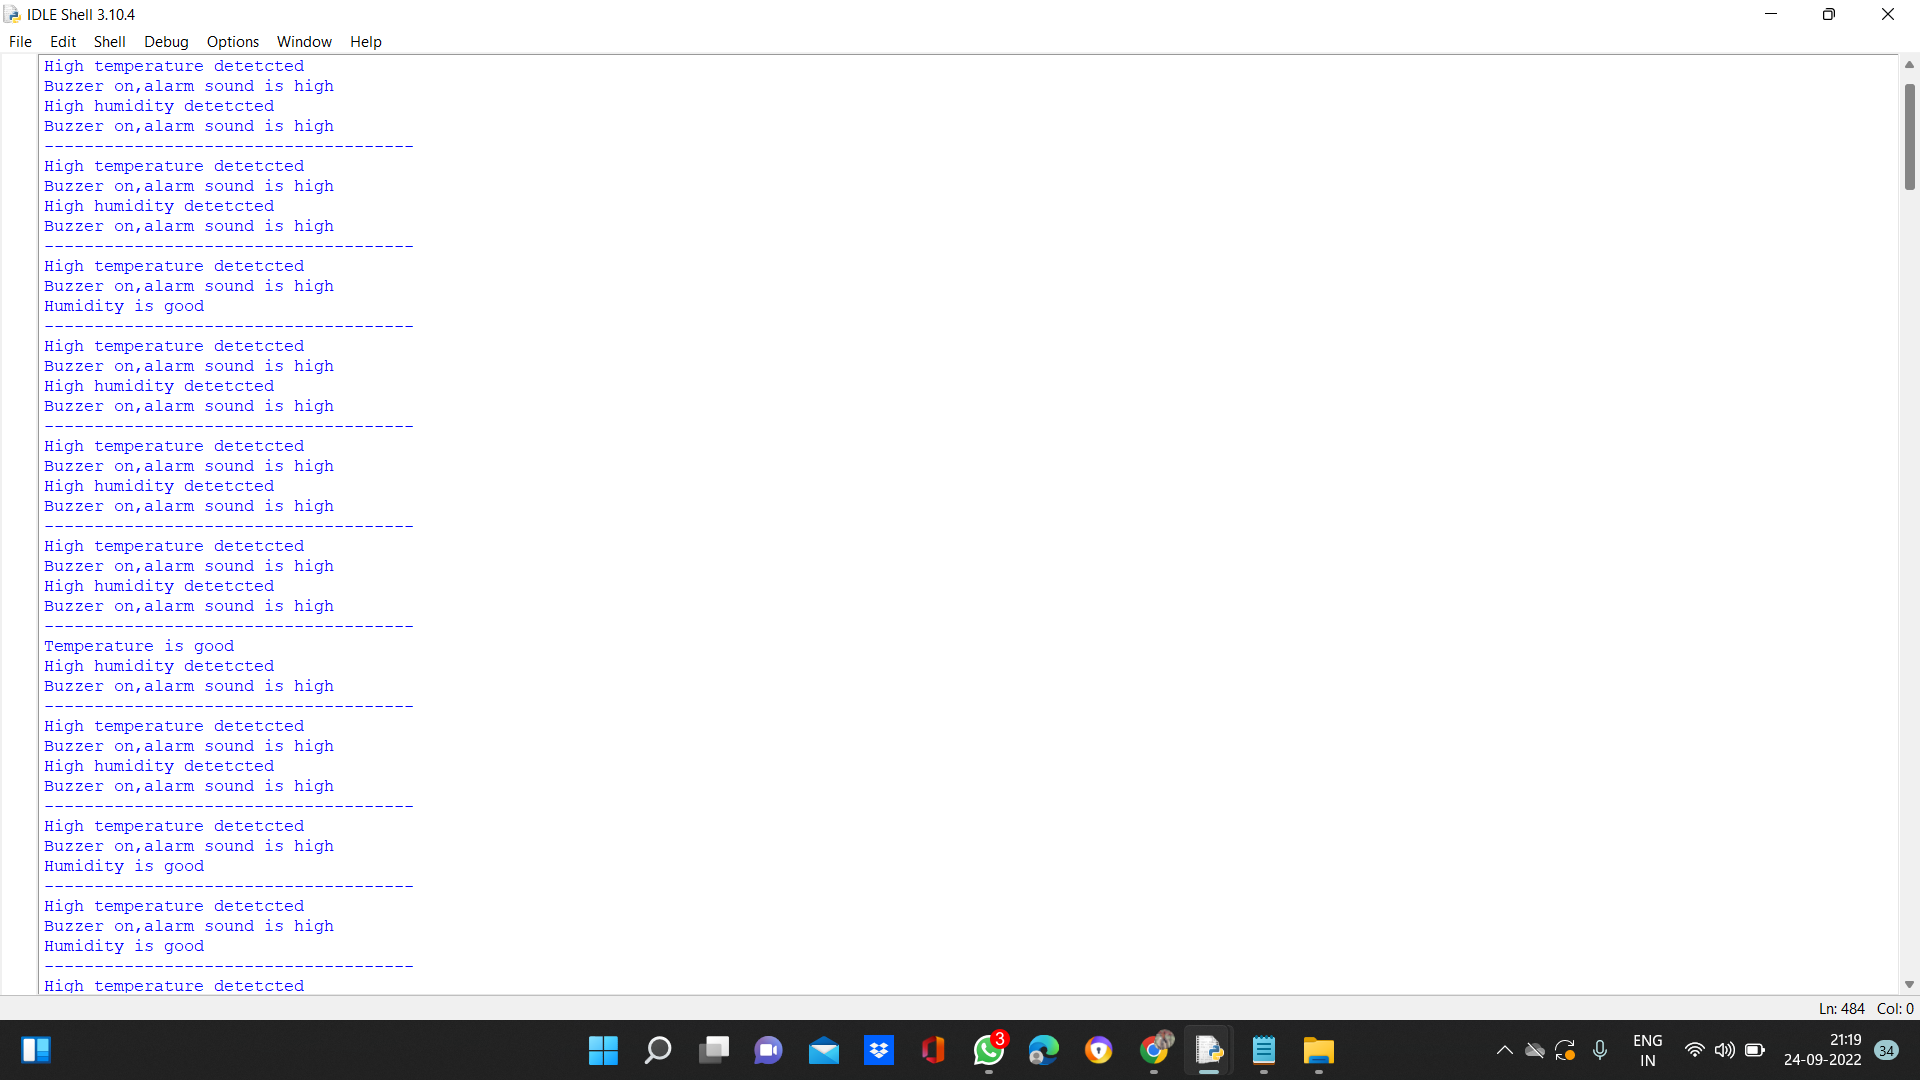 IDLE Shell 3.10.4
File Edit Shell Debug Options Window Help
High temperature detetcted
Buzzer on,alarm sound is high
High humidity detetcted
Buzzer on,alarm sound is high
-------------------------------------
High temperature detetcted
Buzzer on,alarm sound is high
High humidity detetcted
Buzzer on,alarm sound is high
-------------------------------------
High temperature detetcted
Buzzer on,alarm sound is high
Humidity is good
-------------------------------------
High temperature detetcted
Buzzer on,alarm sound is high
High humidity detetcted
Buzzer on,alarm sound is high
-------------------------------------
High temperature detetcted
Buzzer on,alarm sound is high
High humidity detetcted
Buzzer on,alarm sound is high
-------------------------------------
High temperature detetcted
Buzzer on,alarm sound is high
High humidity detetcted
Buzzer on,alarm sound is high
-------------------------------------
Temperature is good
High humidity detetcted
Buzzer on,alarm sound is high
-------------------------------------
High temperature detetcted
Buzzer on,alarm sound is high
High humidity detetcted
Buzzer on,alarm sound is high
-------------------------------------
High temperature detetcted
Buzzer on,alarm sound is high
Humidity is good
-------------------------------------
High temperature detetcted
Buzzer on,alarm sound is high
Humidity is good
-------------------------------------
High temperature detetcted
Ln: 484 Col: 0
3
ENG
IN
21:19
24-09-2022
34